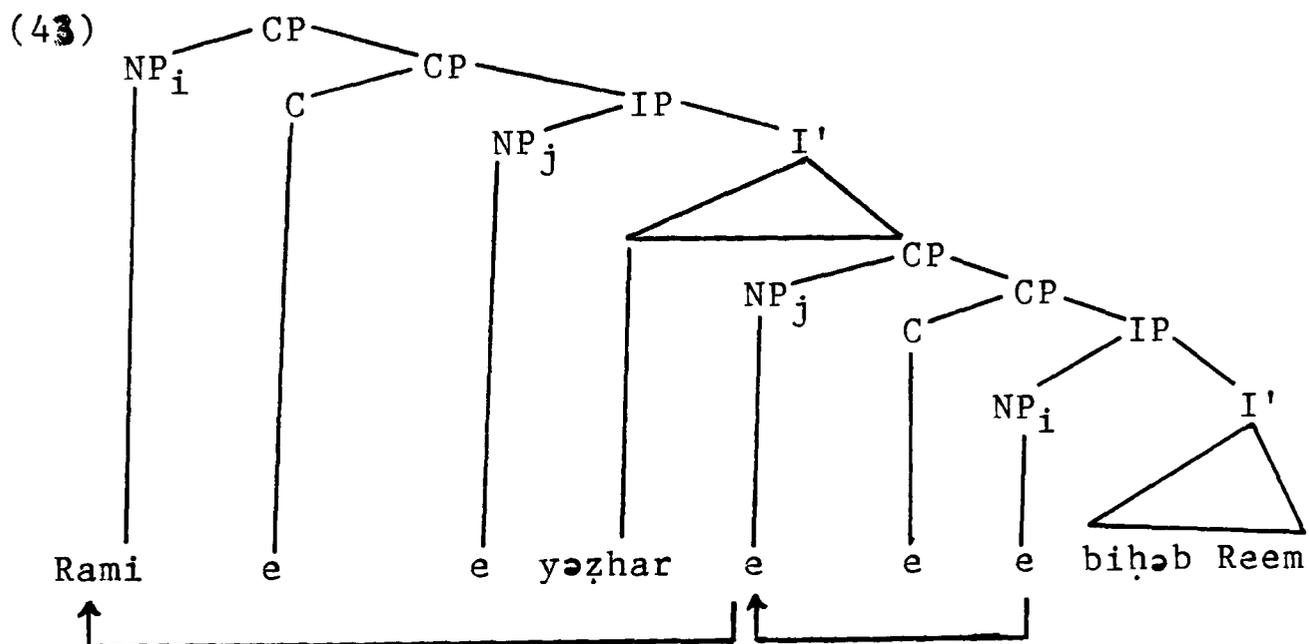 (43)
CP
NPi CP
C IP
NPj I'
CP
NPj CP
C IP
NPi I'
Rami e e yəẓhar e e e biḥəb Reem